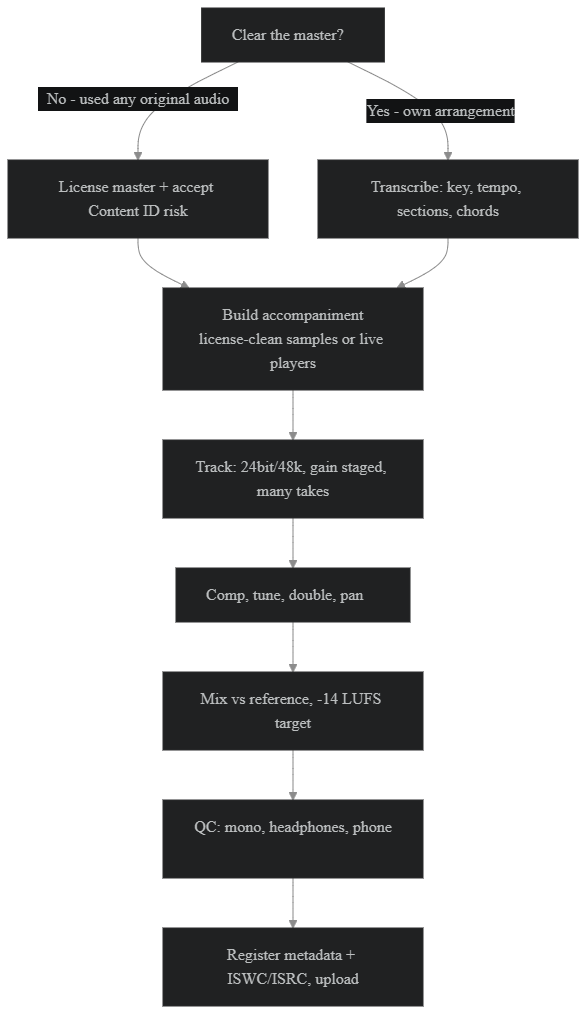 Clear the master?
No - used any original audio
Yes - own arrangement
License master + accept
Content ID risk
Transcribe: key, tempo,
sections, chords
Build accompaniment
license-clean samples or live
players
Track: 24bit/48k, gain staged,
many takes
Comp, tune, double, pan
Mix vs reference, -14 LUFS
target
QC: mono, headphones, phone
Register metadata +
ISWC/ISRC, upload